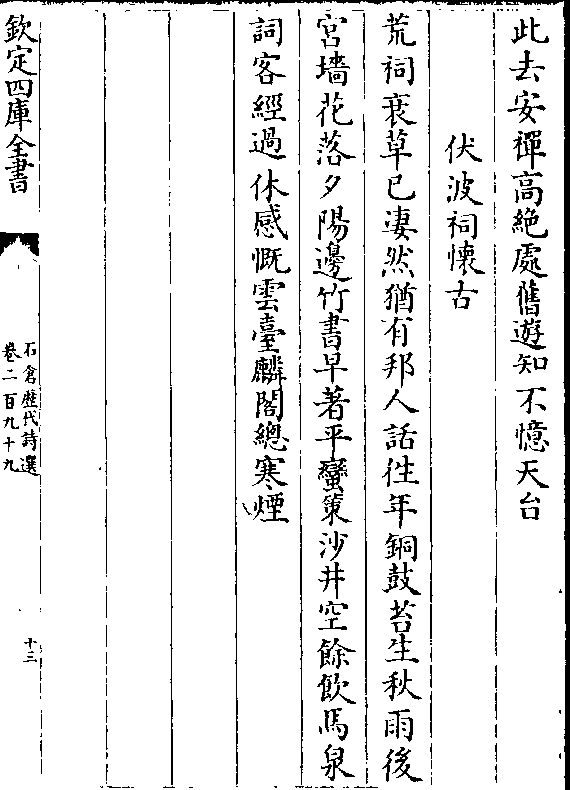 此去安禪高絶處舊遊知不憶天台
伏波祠懷古
荒祠衰草已凄然猶有邦人話徃年銅鼓苔生秋雨後
宫墻花落夕陽邊竹書早著平蠻策沙井空餘飲馬泉
詞客經過休感慨雲臺麟閣總寒煙
欽定四庫全書
石倉歴代詩選
卷二百九十九
十三